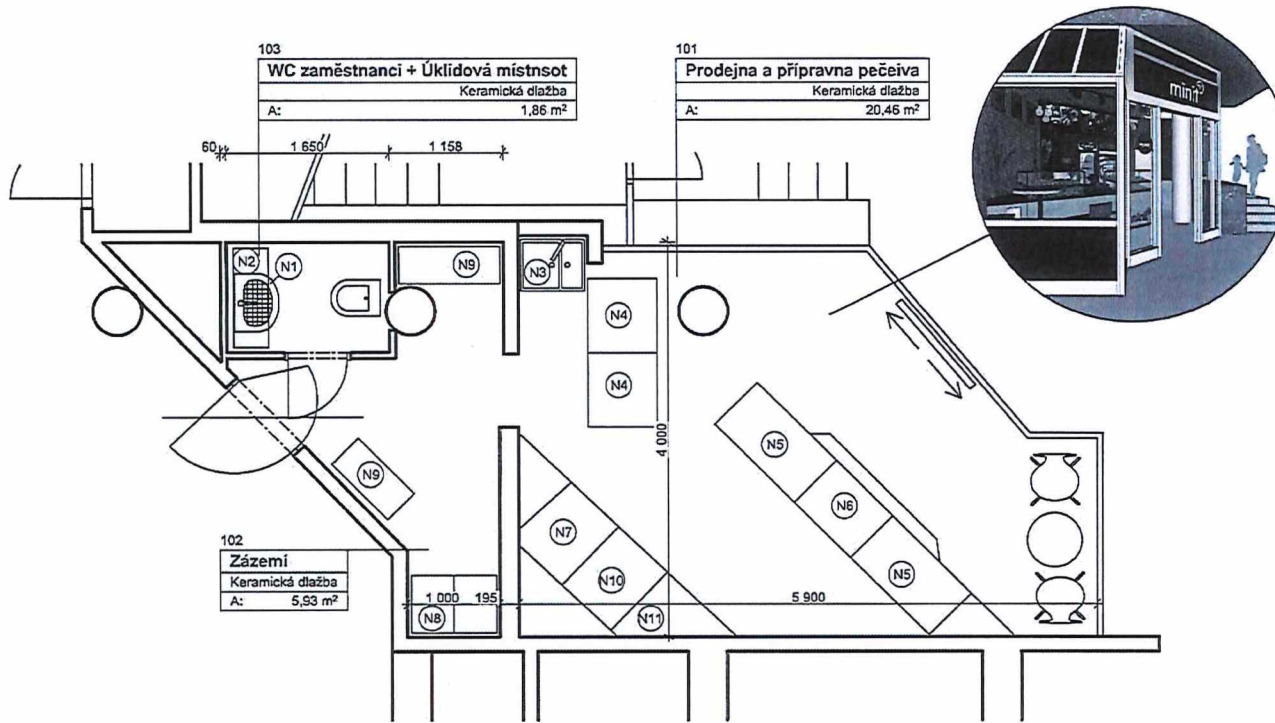 103
WC zaměstnanci + Úklidová místnsot
Keramická dlažba
A: 1,86 m²
101
Prodejna a přípravna pečeiva
Keramická dlažba
A: 20,46 m²
minit
60
1 650
1 158
N2
N1
N9
N3
N4
N4
4 000
N5
N6
N5
N9
N7
N10
N11
102
Zázemí
Keramická dlažba
A: 5,93 m²
1 000
195
5 900
N8